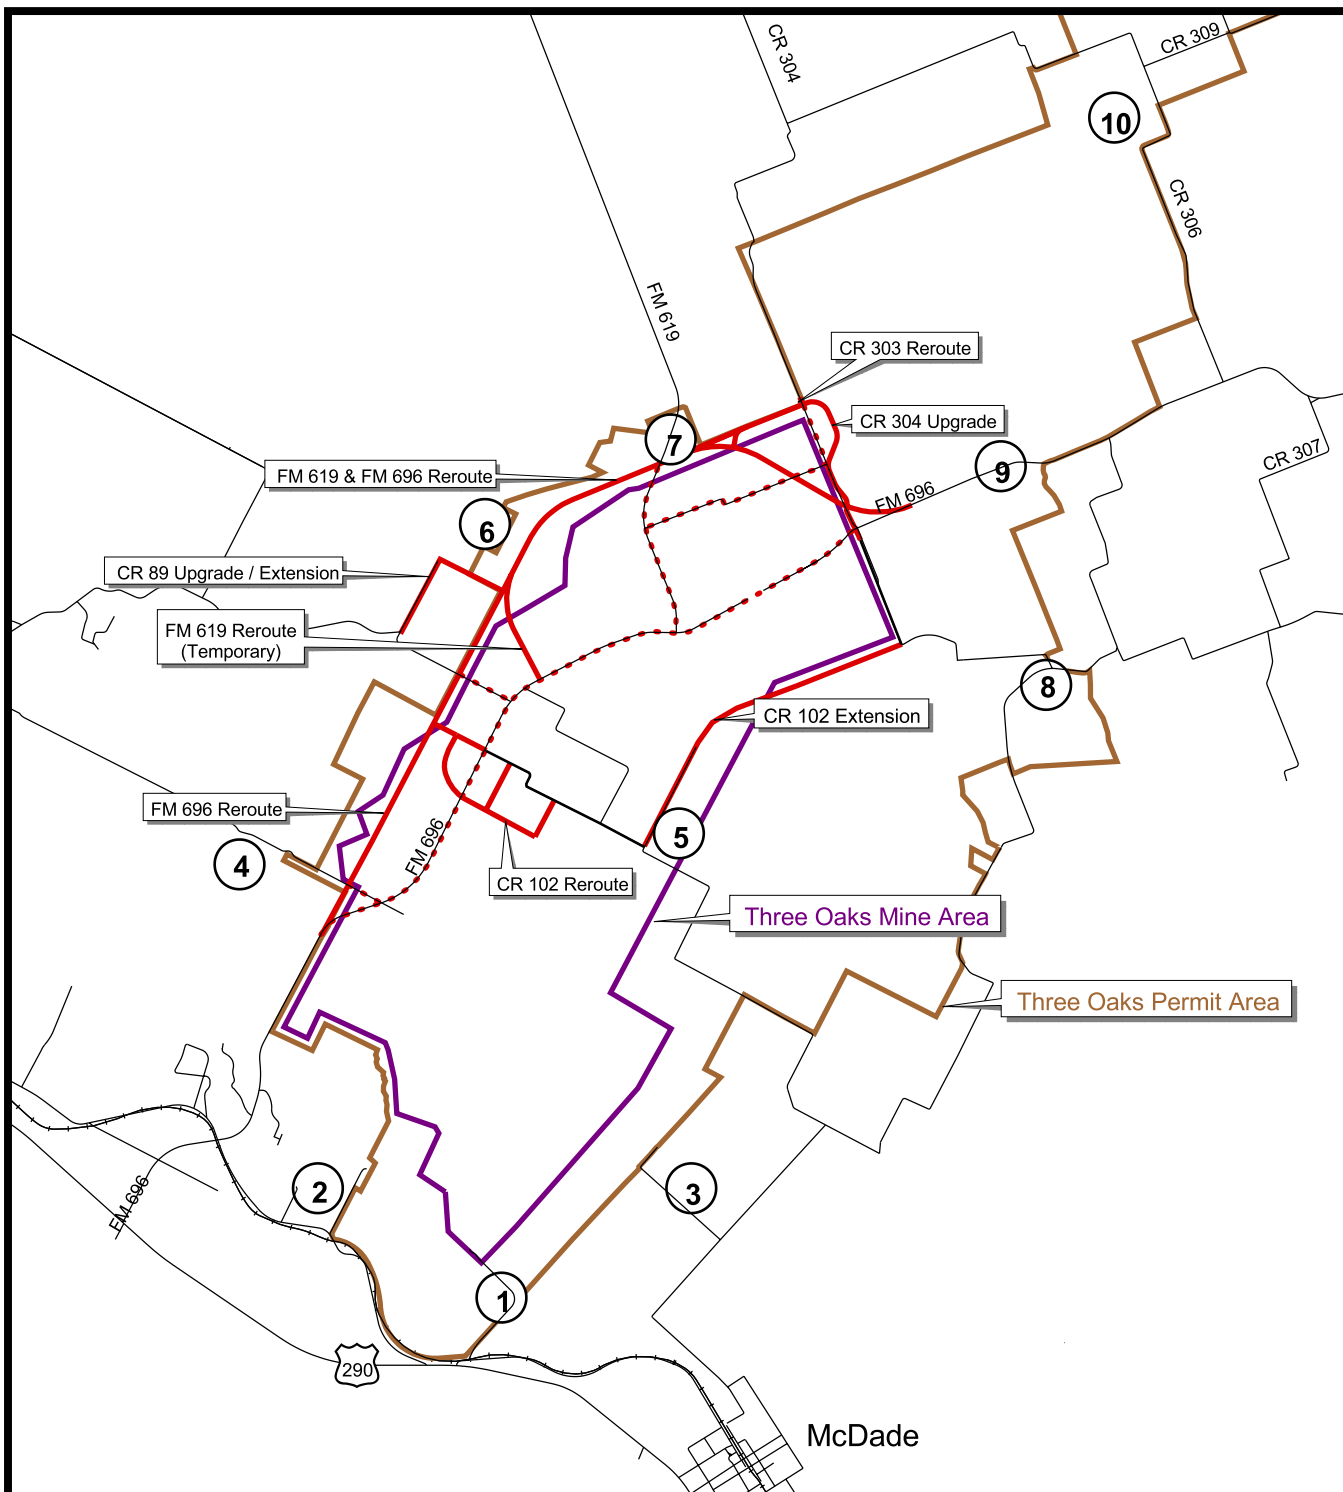 CR 304
CR 309
10
CR 306
FM 619
CR 303 Reroute
CR 304 Upgrade
7
CR 307
FM 619 & FM 696 Reroute
9
FM 696
6
CR 89 Upgrade / Extension
FM 619 Reroute
(Temporary)
8
CR 102 Extension
FM 696 Reroute
5
FM 696
4
CR 102 Reroute
Three Oaks Mine Area
Three Oaks Permit Area
2
3
FM 696
1
290
McDade